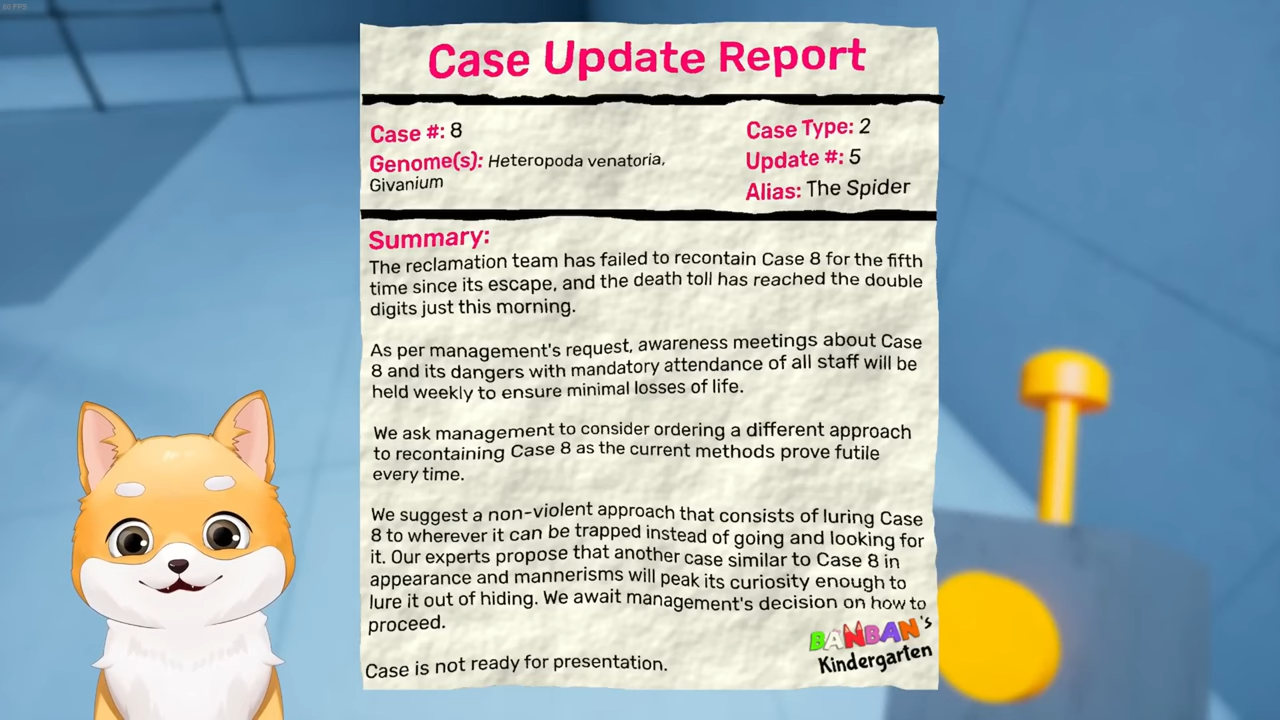 60 FPS
Case Update Report
Case #: 8
Genome(s): Heteropoda venatoria,
Givanium
Case Type: 2
Update #: 5
Alias: The Spider
Summary:
The reclamation team has failed to recontain Case 8 for the fifth
time since its escape, and the death toll has reached the double
digits just this morning.
As per management's request, awareness meetings about Case
8 and its dangers with mandatory attendance of all staff will be
held weekly to ensure minimal losses of life.
We ask management to consider ordering a different approach
to recontaining Case 8 as the current methods prove futile
every time.
We suggest a non-violent approach that consists of luring Case
8 to wherever it can be trapped instead of going and looking for
it. Our experts propose that another case similar to Case 8 in
appearance and mannerisms will peak its curiosity enough to
lure it out of hiding. We await management's decision on how to
proceed.
BANBAN's
Kindergarten
Case is not ready for presentation.